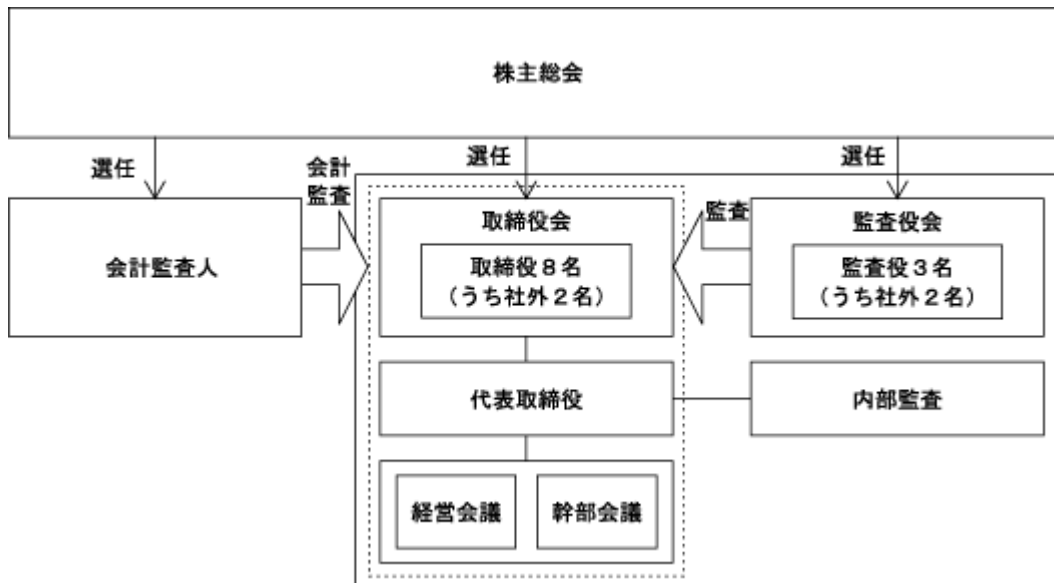 株主総会
選任
選任
選任
会計
監査
監査
会計監査人
取締役会
取締役８名
（うち社外２名）
監査役会
監査役３名
（うち社外２名）
代表取締役
内部監査
経営会議
幹部会議